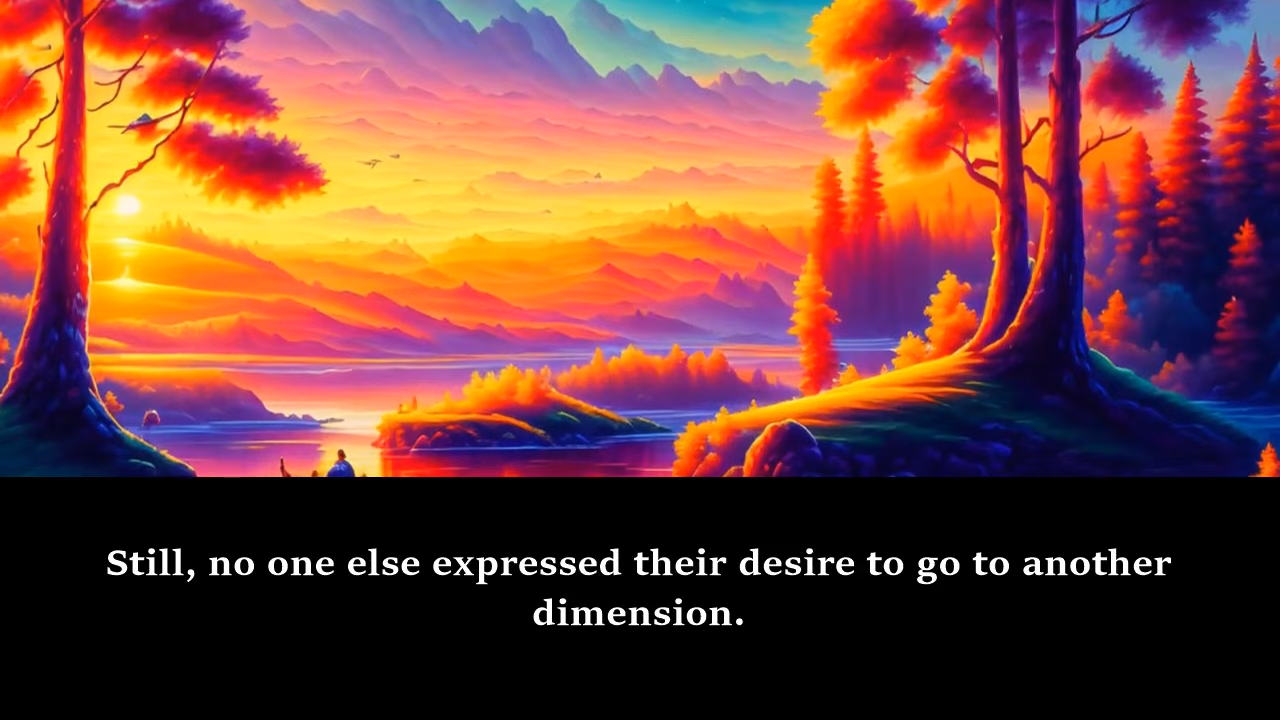 Still, no one else expressed their desire to go to another
dimension.